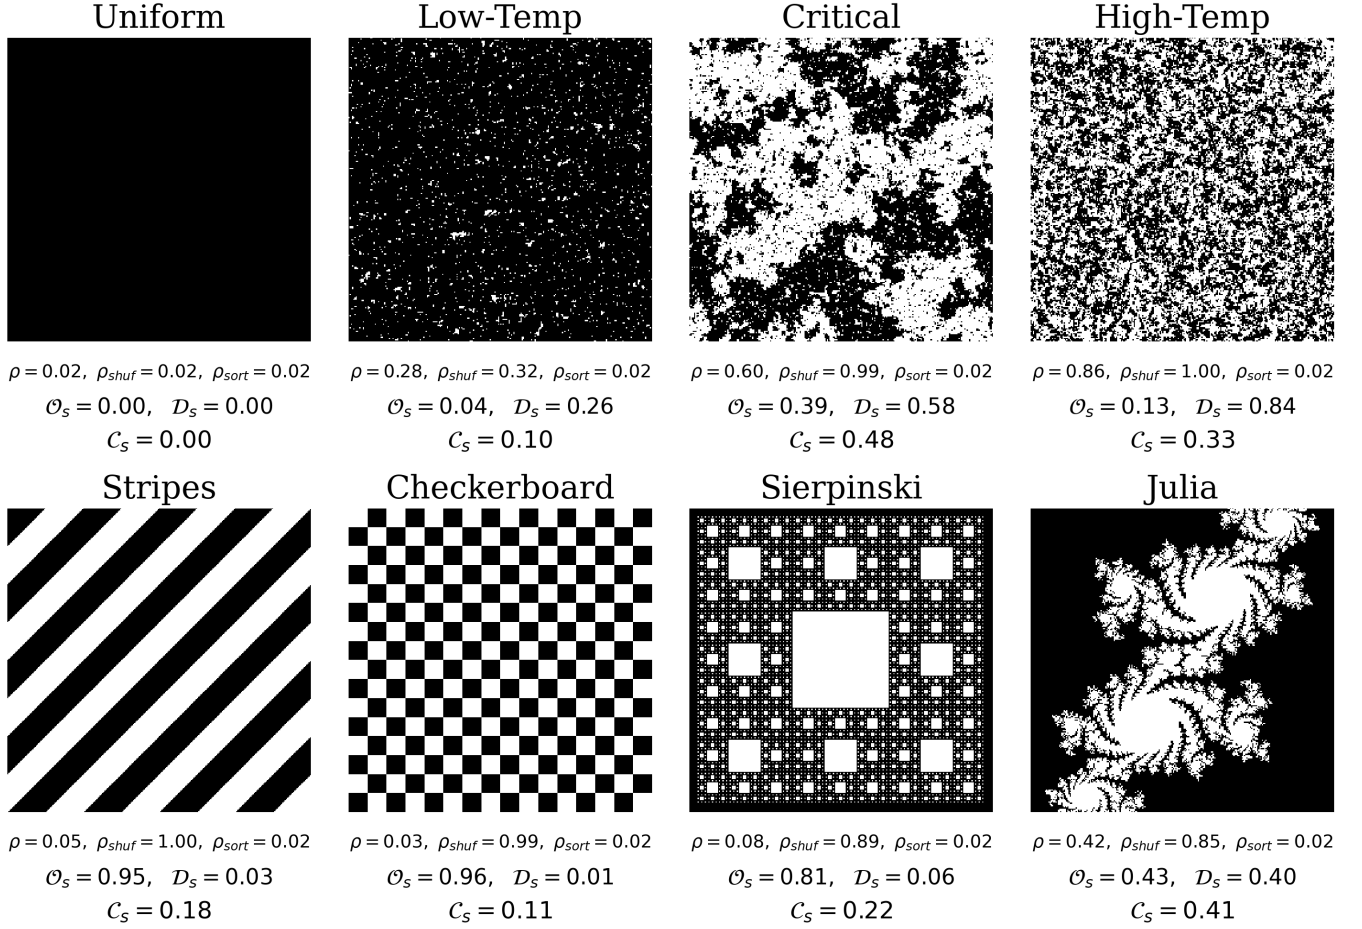 Uniform Low-Temp Critical High-Temp
ρ = 0.02, ρshuf = 0.02, ρsort = 0.02 ρ = 0.28, ρshuf = 0.32, ρsort = 0.02 ρ = 0.60, ρshuf = 0.99, ρsort = 0.02 ρ = 0.86, ρshuf = 1.00, ρsort = 0.02
𝒪s = 0.00, 𝒟s = 0.00 𝒪s = 0.04, 𝒟s = 0.26 𝒪s = 0.39, 𝒟s = 0.58 𝒪s = 0.13, 𝒟s = 0.84
𝒞s = 0.00 𝒞s = 0.10 𝒞s = 0.48 𝒞s = 0.33
Stripes Checkerboard Sierpinski Julia
ρ = 0.05, ρshuf = 1.00, ρsort = 0.02 ρ = 0.03, ρshuf = 0.99, ρsort = 0.02 ρ = 0.08, ρshuf = 0.89, ρsort = 0.02 ρ = 0.42, ρshuf = 0.85, ρsort = 0.02
𝒪s = 0.95, 𝒟s = 0.03 𝒪s = 0.96, 𝒟s = 0.01 𝒪s = 0.81, 𝒟s = 0.06 𝒪s = 0.43, 𝒟s = 0.40
𝒞s = 0.18 𝒞s = 0.11 𝒞s = 0.22 𝒞s = 0.41